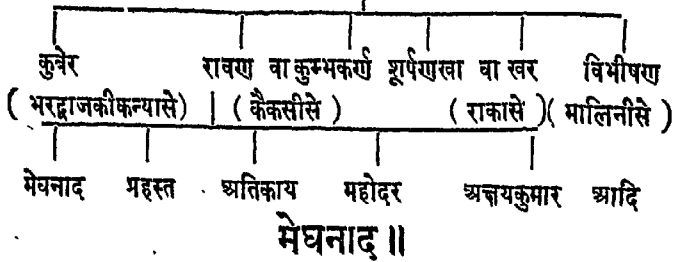 कुबेर रावण वा कुम्भकर्ण शूर्पणखा वा खर विभीषण
( भरद्वाजकीकन्यासे) ( कैकसीसे ) ( राकासे ) ( मालिनीसे )
मेघनाद प्रहस्त अतिकाय महोदर अक्षयकुमार आदि
मेघनाद॥